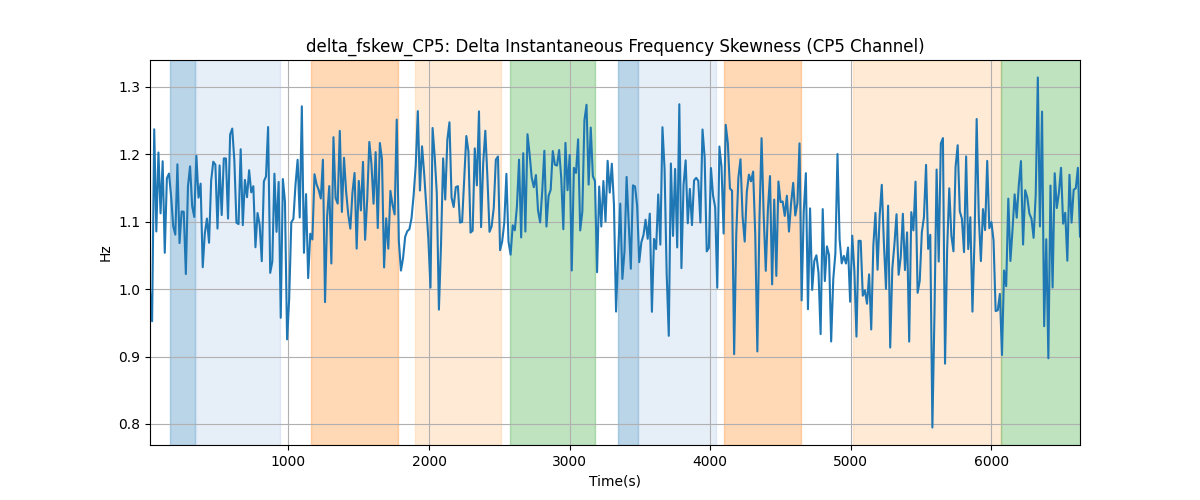 delta_fskew_CP5: Delta Instantaneous Frequency Skewness (CP5 Channel)
1.3
1.2
1.1
1.0
0.9
0.8
Hz
1000 2000 3000 4000 5000 6000
Time(s)